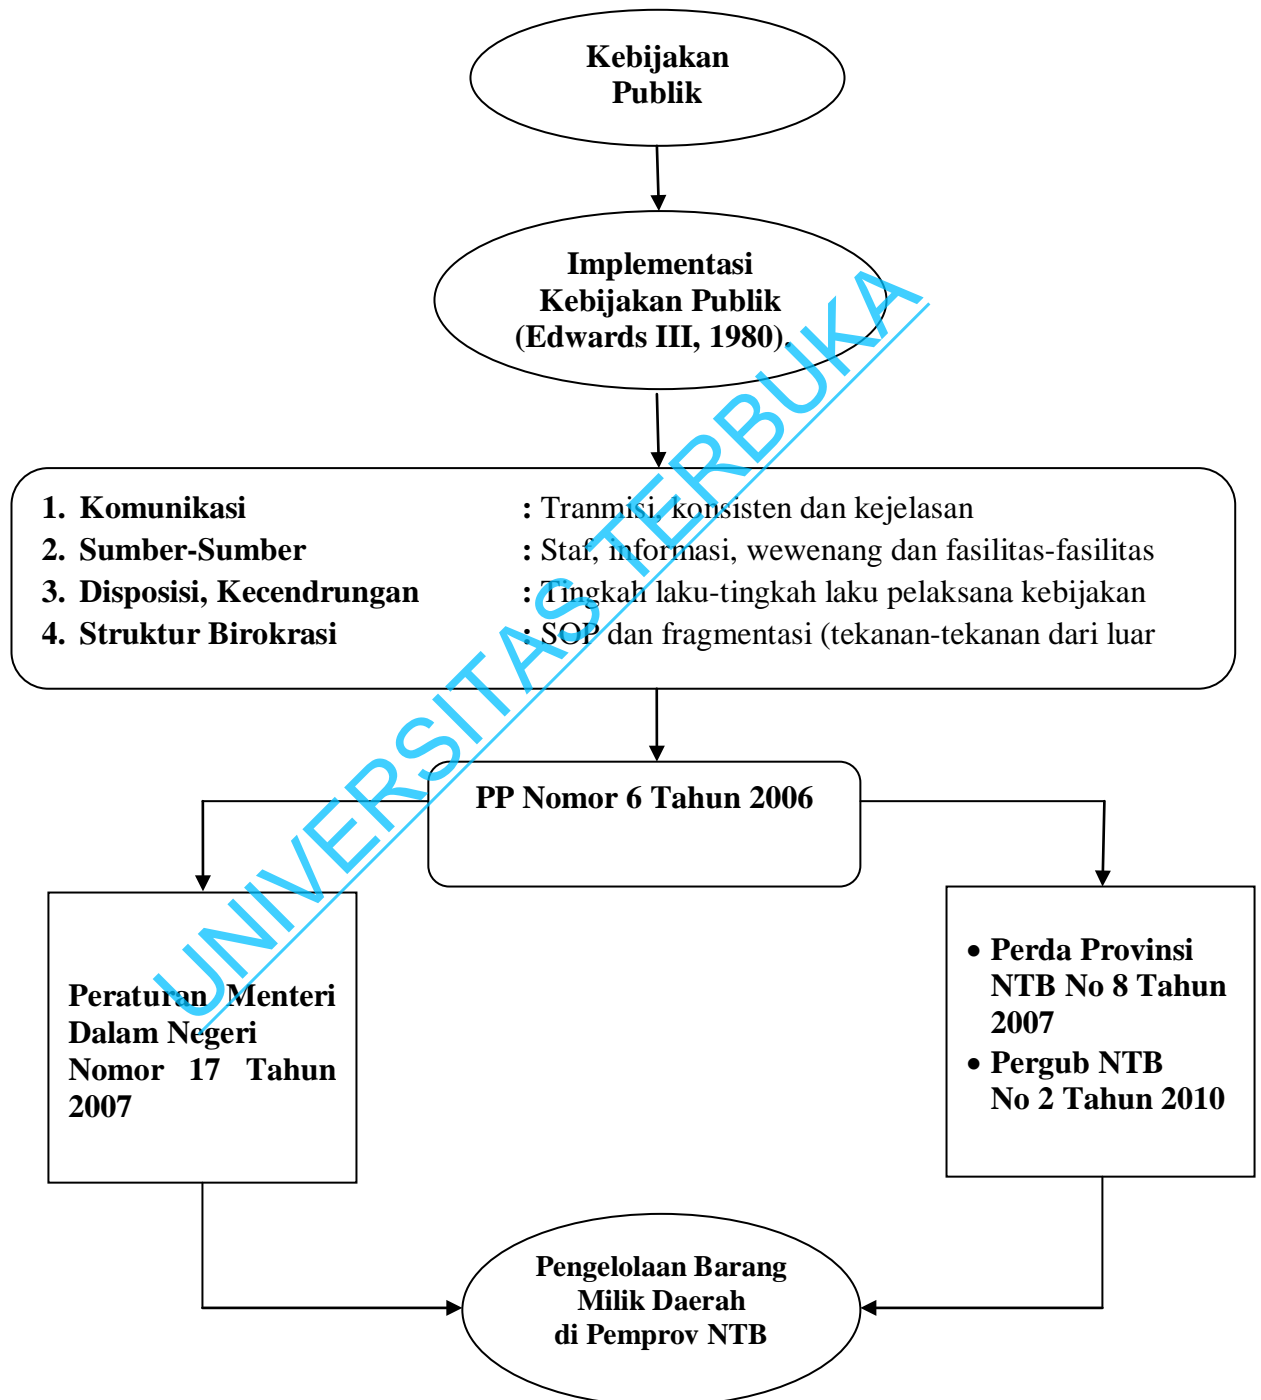 Kebijakan
Publik
Implementasi
Kebijakan Publik
(Edwards III, 1980).
1. Komunikasi : Tranmisi, konsisten dan kejelasan
2. Sumber-Sumber : Staf, informasi, wewenang dan fasilitas-fasilitas
3. Disposisi, Kecendrungan : Tingkah laku-tingkah laku pelaksana kebijakan
4. Struktur Birokrasi : SOP dan fragmentasi (tekanan-tekanan dari luar
PP Nomor 6 Tahun 2006
Peraturan Menteri
Dalam Negeri
Nomor 17 Tahun
2007
• Perda Provinsi
NTB No 8 Tahun
2007
• Pergub NTB
No 2 Tahun 2010
Pengelolaan Barang
Milik Daerah
di Pemprov NTB
UNIVERSITAS TERBUKA